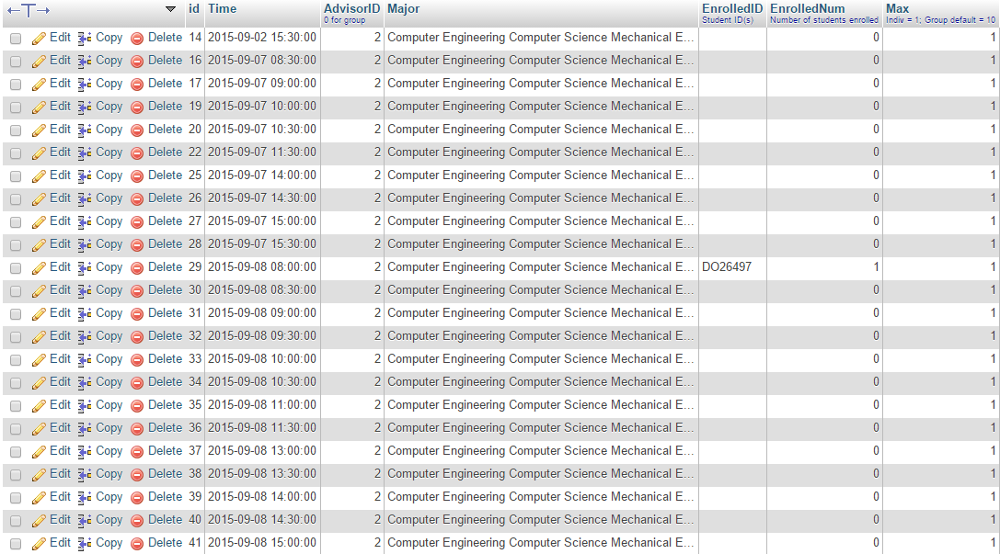 ←T→ id Time AdvisorID Major EnrolledID EnrolledNum Max
0 for group Student ID(s) Number of students enrolled Indiv = 1; Group default = 10
Edit Copy Delete 14 2015-09-02 15:30:00 2 Computer Engineering Computer Science Mechanical E... 0 1
Edit Copy Delete 16 2015-09-07 08:30:00 2 Computer Engineering Computer Science Mechanical E... 0 1
Edit Copy Delete 17 2015-09-07 09:00:00 2 Computer Engineering Computer Science Mechanical E... 0 1
Edit Copy Delete 19 2015-09-07 10:00:00 2 Computer Engineering Computer Science Mechanical E... 0 1
Edit Copy Delete 20 2015-09-07 10:30:00 2 Computer Engineering Computer Science Mechanical E... 0 1
Edit Copy Delete 22 2015-09-07 11:30:00 2 Computer Engineering Computer Science Mechanical E... 0 1
Edit Copy Delete 25 2015-09-07 14:00:00 2 Computer Engineering Computer Science Mechanical E... 0 1
Edit Copy Delete 26 2015-09-07 14:30:00 2 Computer Engineering Computer Science Mechanical E... 0 1
Edit Copy Delete 27 2015-09-07 15:00:00 2 Computer Engineering Computer Science Mechanical E... 0 1
Edit Copy Delete 28 2015-09-07 15:30:00 2 Computer Engineering Computer Science Mechanical E... 0 1
Edit Copy Delete 29 2015-09-08 08:00:00 2 Computer Engineering Computer Science Mechanical E... DO26497 1 1
Edit Copy Delete 30 2015-09-08 08:30:00 2 Computer Engineering Computer Science Mechanical E... 0 1
Edit Copy Delete 31 2015-09-08 09:00:00 2 Computer Engineering Computer Science Mechanical E... 0 1
Edit Copy Delete 32 2015-09-08 09:30:00 2 Computer Engineering Computer Science Mechanical E... 0 1
Edit Copy Delete 33 2015-09-08 10:00:00 2 Computer Engineering Computer Science Mechanical E... 0 1
Edit Copy Delete 34 2015-09-08 10:30:00 2 Computer Engineering Computer Science Mechanical E... 0 1
Edit Copy Delete 35 2015-09-08 11:00:00 2 Computer Engineering Computer Science Mechanical E... 0 1
Edit Copy Delete 36 2015-09-08 11:30:00 2 Computer Engineering Computer Science Mechanical E... 0 1
Edit Copy Delete 37 2015-09-08 13:00:00 2 Computer Engineering Computer Science Mechanical E... 0 1
Edit Copy Delete 38 2015-09-08 13:30:00 2 Computer Engineering Computer Science Mechanical E... 0 1
Edit Copy Delete 39 2015-09-08 14:00:00 2 Computer Engineering Computer Science Mechanical E... 0 1
Edit Copy Delete 40 2015-09-08 14:30:00 2 Computer Engineering Computer Science Mechanical E... 0 1
Edit Copy Delete 41 2015-09-08 15:00:00 2 Computer Engineering Computer Science Mechanical E... 0 1